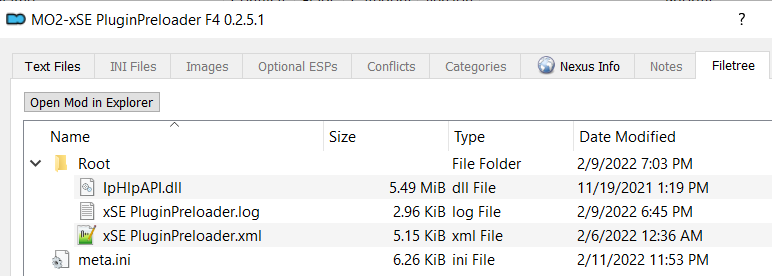 MO2-xSE PluginPreloader F4 0.2.5.1 ?
Text Files INI Files Images Optional ESPs Conflicts Categories Nexus Info Notes Filetree
Open Mod in Explorer
Name Size Type Date Modified
Root File Folder 2/9/2022 7:03 PM
IpHlpAPI.dll 5.49 MiB dll File 11/19/2021 1:19 PM
xSE PluginPreloader.log 2.96 KiB log File 2/9/2022 6:45 PM
xSE PluginPreloader.xml 5.15 KiB xml File 2/6/2022 12:36 AM
meta.ini 6.26 KiB ini File 2/11/2022 11:53 PM